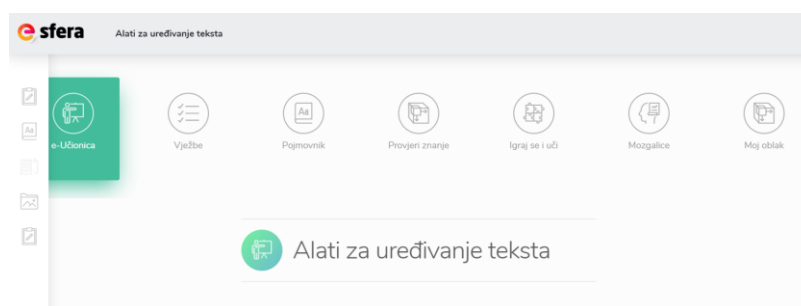 e sfera
Alati za uređivanje teksta
e-Učionica
Vježbe
Pojmovnik
Provjeri znanje
Igraj se i uči
Mozgalice
Moj oblak
Alati za uređivanje teksta